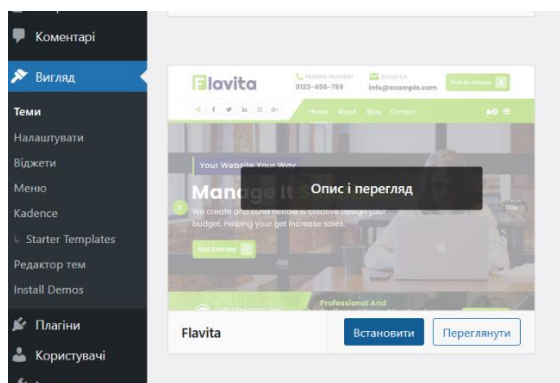 Коментарі
Вигляд
Теми
Налаштувати
Віджети
Меню
Kadence
Starter Templates
Редактор тем
Install Demos
Плагіни
Користувачі
Flavita
Hotline Number
0123-456-789
Email Us
info@example.com
Home About Blog Contact
Your Website Your Way
Manage It
Опис і перегляд
We create and build flexible & creative design your
budget. Helping your get increase sales.
Get Started
Professional And
Flavita
Встановити
Переглянути